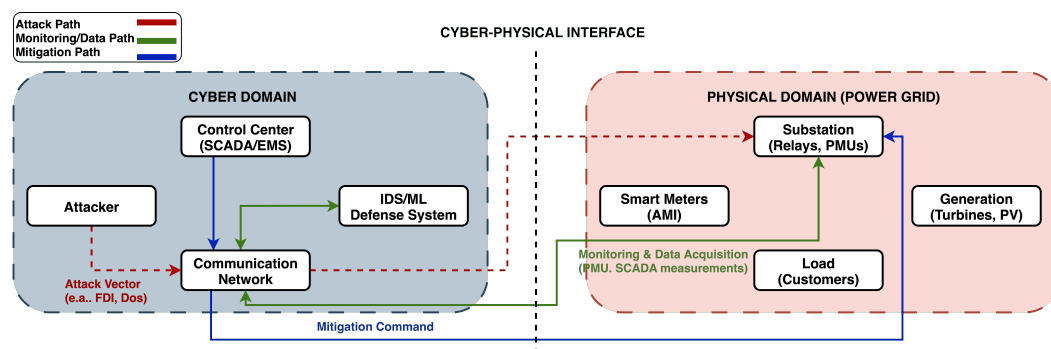 Attack Path
Monitoring/Data Path
Mitigation Path
CYBER-PHYSICAL INTERFACE
CYBER DOMAIN
Control Center
(SCADA/EMS)
Attacker
IDS/ML
Defense System
Communication
Network
Attack Vector
(e.a.. FDI, Dos)
Mitigation Command
PHYSICAL DOMAIN (POWER GRID)
Substation
(Relays, PMUs)
Smart Meters
(AMI)
Generation
(Turbines, PV)
Monitoring & Data Acquisition
(PMU. SCADA measurements)
Load
(Customers)